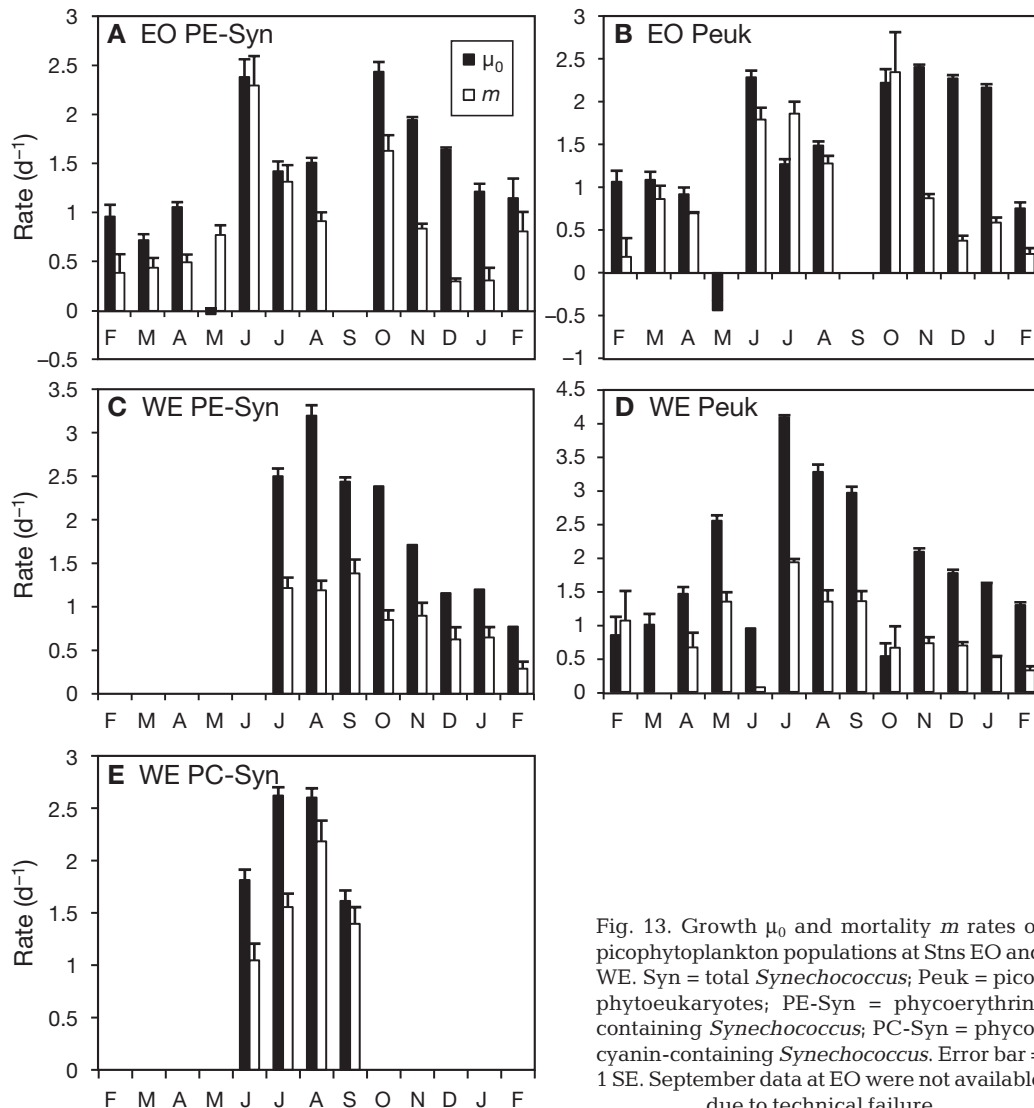 A EO PE-Syn
μ0
m
Rate (d−1)
3
2.5
2
1.5
1
0.5
0
−0.5
F M A M J J A S O N D J F
B EO Peuk
3
2.5
2
1.5
1
0.5
0
−0.5
−1
F M A M J J A S O N D J F
C WE PE-Syn
Rate (d−1)
3.5
3
2.5
2
1.5
1
0.5
0
F M A M J J A S O N D J F
D WE Peuk
4.5
4
3.5
3
2.5
2
1.5
1
0.5
0
F M A M J J A S O N D J F
E WE PC-Syn
Rate (d−1)
3
2.5
2
1.5
1
0.5
0
F M A M J J A S O N D J F
Fig. 13. Growth μ0 and mortality m rates o
picophytoplankton populations at Stns EO and
WE. Syn = total Synechococcus; Peuk = pico
phytoeukaryotes; PE-Syn = phycoerythrin
containing Synechococcus; PC-Syn = phyco
cyanin-containing Synechococcus. Error bar =
1 SE. September data at EO were not available
due to technical failure